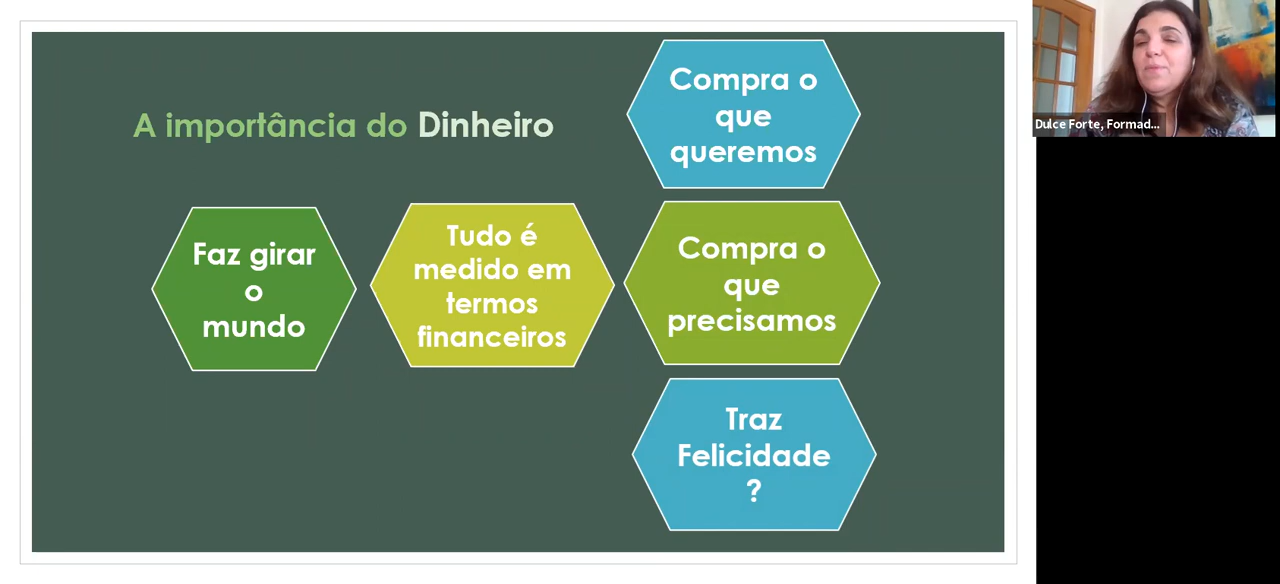 A importância do Dinheiro
Compra o
que
queremos
Faz girar
o
mundo
Tudo é
medido em
termos
financeiros
Compra o
que
precisamos
Traz
Felicidade
?
Dulce Forte, Formad...